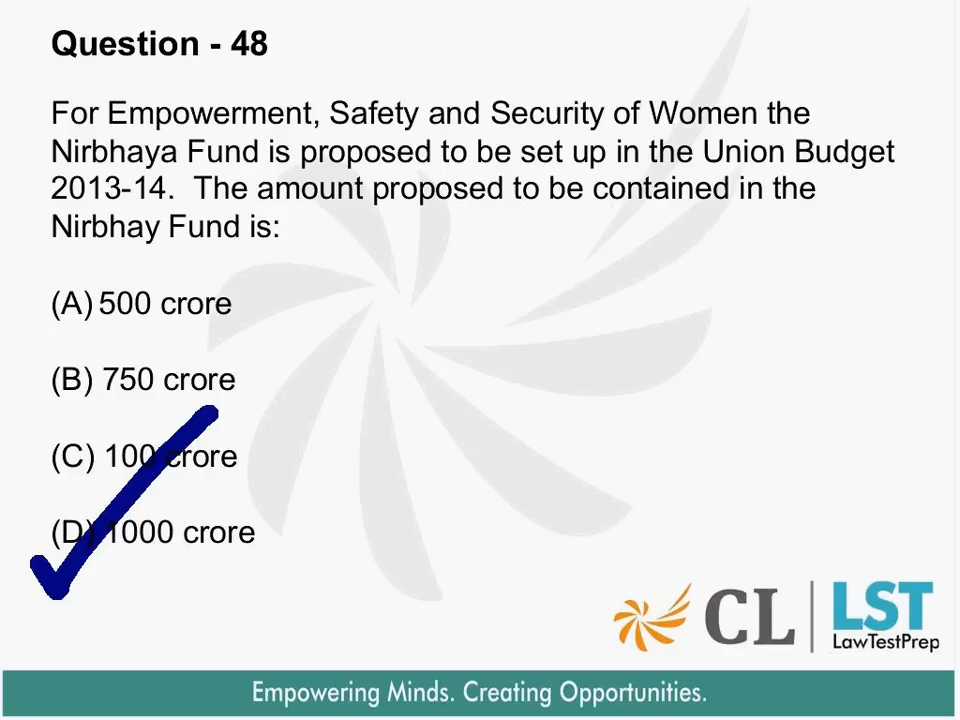 Question - 48
For Empowerment, Safety and Security of Women the
Nirbhaya Fund is proposed to be set up in the Union Budget
2013-14.  The amount proposed to be contained in the
Nirbhay Fund is:
(A) 500 crore
(B) 750 crore
(C) 100 crore
(D) 1000 crore
CL
LST
LawTestPrep
Empowering Minds. Creating Opportunities.